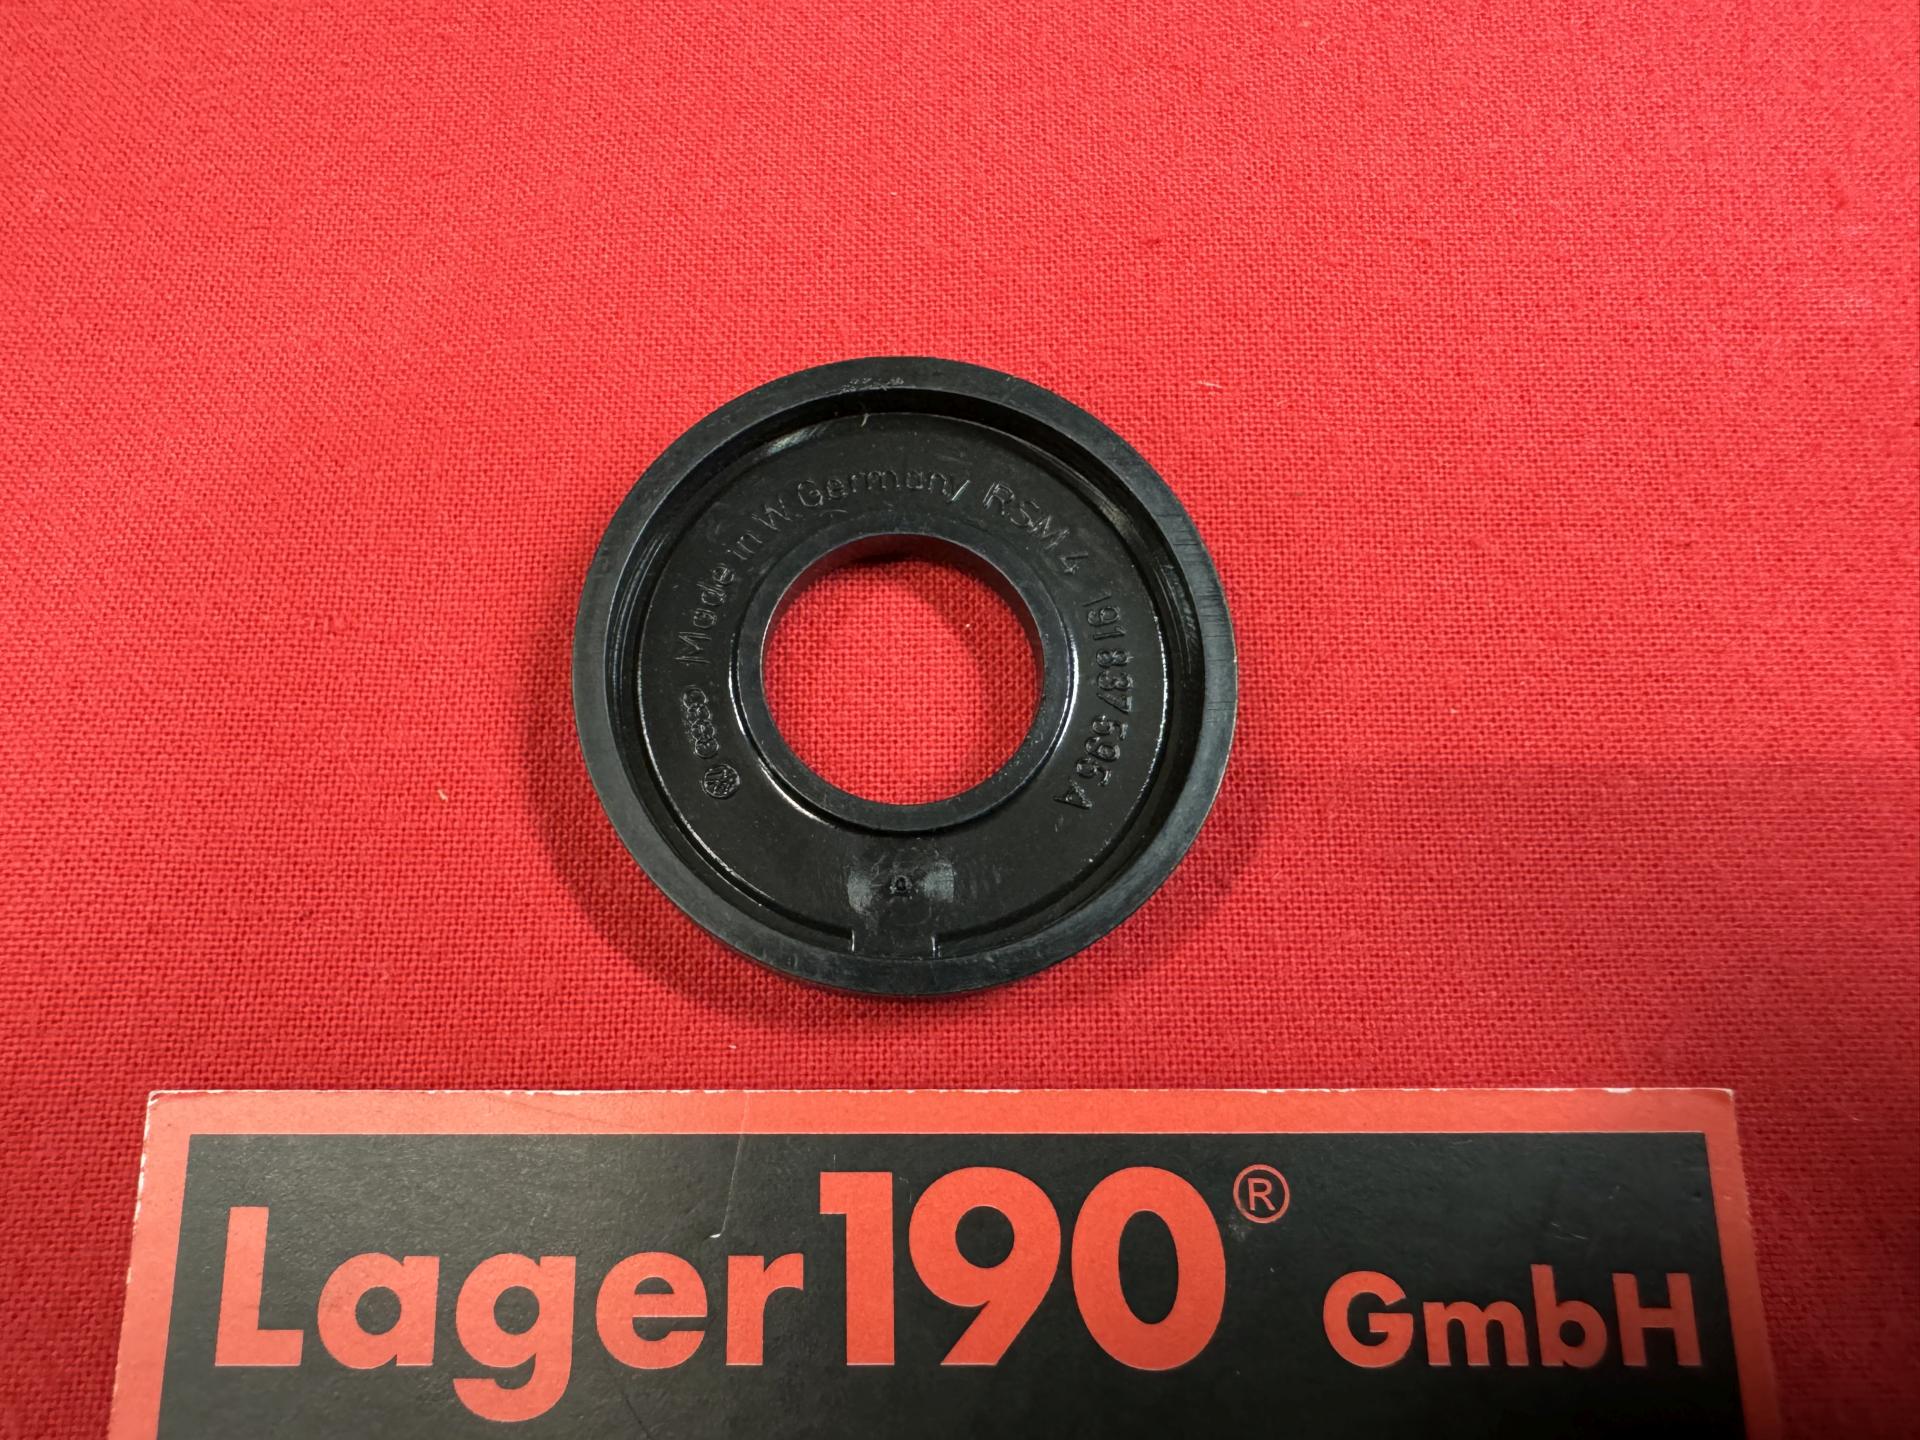 Made in W. Germany RSM 4 191 837 595 A
Lager190® GmbH